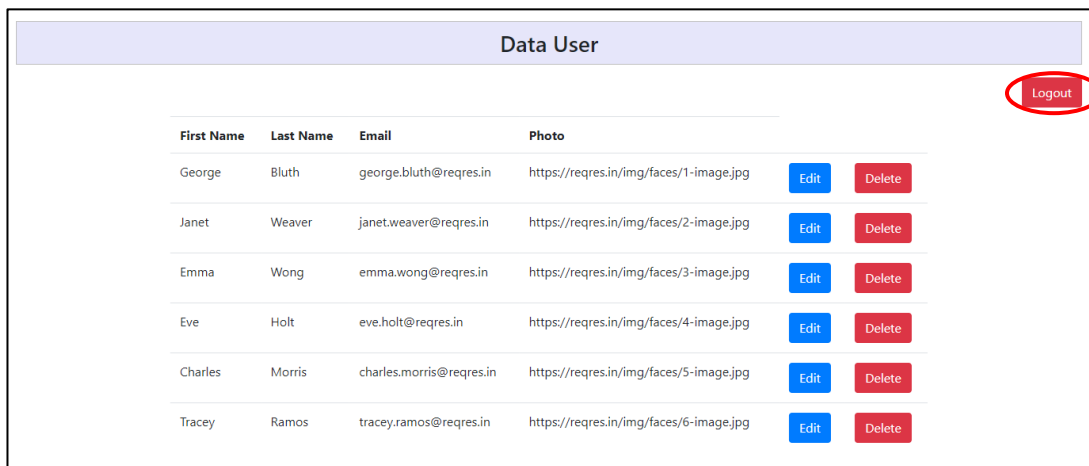 Data User
Logout
First Name Last Name Email Photo
George Bluth george.bluth@reqres.in https://reqres.in/img/faces/1-image.jpg Edit Delete
Janet Weaver janet.weaver@reqres.in https://reqres.in/img/faces/2-image.jpg Edit Delete
Emma Wong emma.wong@reqres.in https://reqres.in/img/faces/3-image.jpg Edit Delete
Eve Holt eve.holt@reqres.in https://reqres.in/img/faces/4-image.jpg Edit Delete
Charles Morris charles.morris@reqres.in https://reqres.in/img/faces/5-image.jpg Edit Delete
Tracey Ramos tracey.ramos@reqres.in https://reqres.in/img/faces/6-image.jpg Edit Delete